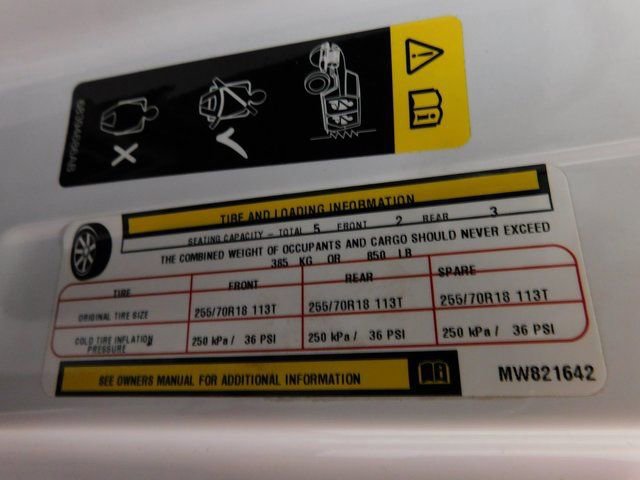 TIRE AND LOADING INFORMATION
SEATING CAPACITY - TOTAL 5 FRONT 2 REAR 3
THE COMBINED WEIGHT OF OCCUPANTS AND CARGO SHOULD NEVER EXCEED
385 KG OR 850 LB
TIRE FRONT REAR SPARE
ORIGINAL TIRE SIZE 255/70R18 113T 255/70R18 113T 255/70R18 113T
COLD TIRE INFLATION PRESSURE 250 kPa / 36 PSI 250 kPa / 36 PSI 250 kPa / 36 PSI
SEE OWNERS MANUAL FOR ADDITIONAL INFORMATION
MW821642